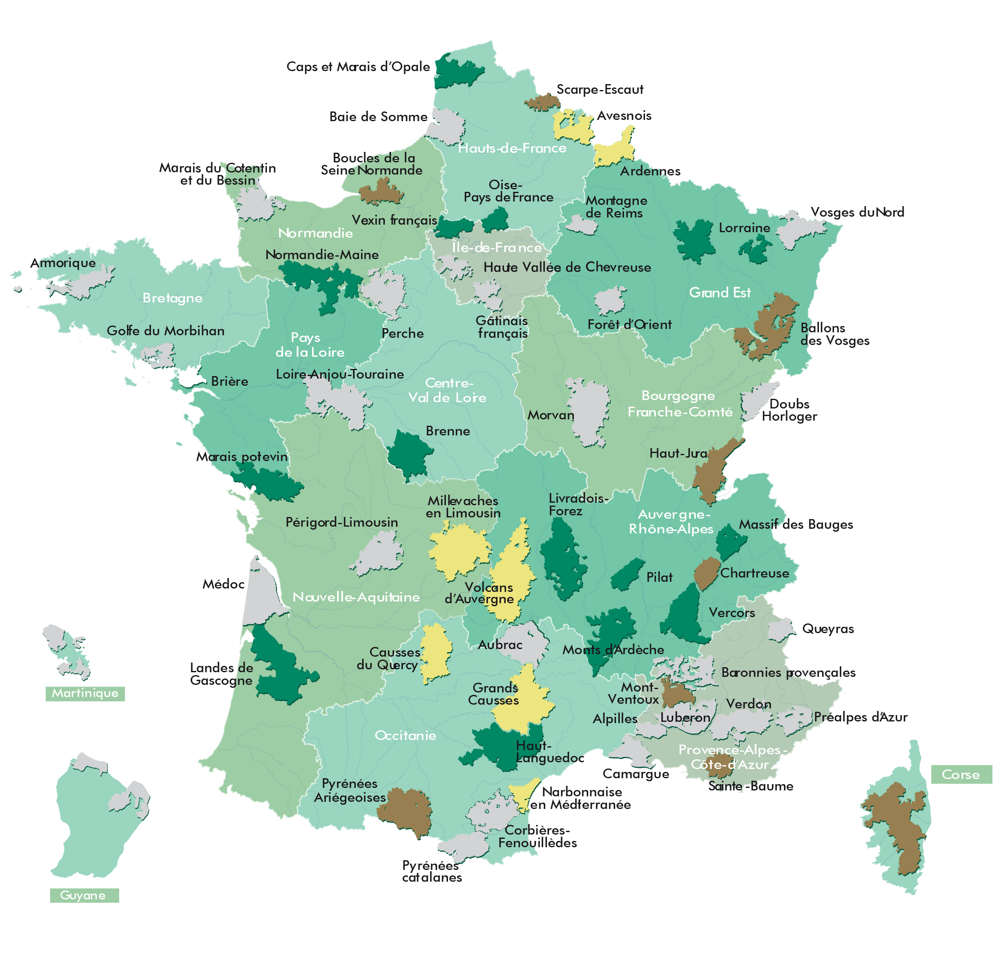 Caps et Marais d'Opale
Scarpe-Escaut
Avesnois
Baie de Somme
Hauts-de-France
Boucles de la
Seine Normande
Marais du Cotentin
et du Bessin
Ardennes
Oise-
Pays de France
Montagne
de Reims
Vosges du Nord
Vexin français
Lorraine
Normandie
Île-de-France
Normandie-Maine
Armorique
Haute Vallée de Chevreuse
Bretagne
Grand Est
Golfe du Morbihan
Gâtinais
français
Forêt d'Orient
Ballons
des Vosges
Perche
Pays
de la Loire
Loire-Anjou-Touraine
Brière
Centre-
Val de Loire
Bourgogne
Franche-Comté
Doubs
Horloger
Morvan
Brenne
Haut-Jura
Marais potevin
Millevaches
en Limousin
Livradois-
Forez
Périgord-Limousin
Auvergne-
Rhône-Alpes
Massif des Bauges
Chartreuse
Pilat
Médoc
Volcans
d'Auvergne
Nouvelle-Aquitaine
Vercors
Queyras
Aubrac
Monts d'Ardèche
Causses
du Quercy
Landes de
Gascogne
Baronnies provençales
Grands
Causses
Mont-
Ventoux
Martinique
Verdon
Alpilles
Luberon
Préalpes d'Azur
Occitanie
Haut-
Languedoc
Provence-Alpes-
Côte-d'Azur
Camargue
Corse
Sainte-Baume
Pyrénées
Ariégeoises
Narbonnaise
en Méditerranée
Corbières-
Fenouillèdes
Pyrénées
catalanes
Guyane